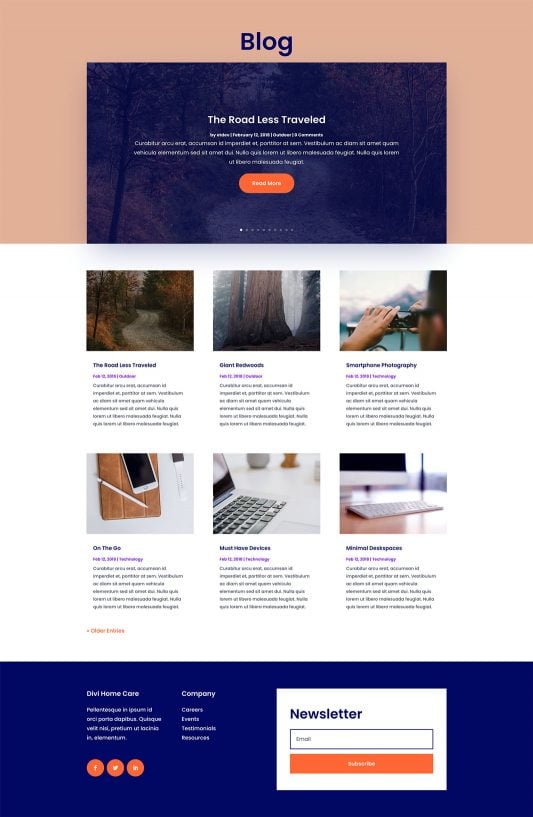 Blog
The Road Less Traveled
by etdev | February 12, 2018 | Outdoor | 0 Comments
Curabitur arcu erat, accumsan id imperdiet et, porttitor at sem. Vestibulum ac diam sit amet quam
vehicula elementum sed sit amet dui. Nulla quis lorem ut libero malesuada feugiat. Nulla quis lorem
ut libero malesuada feugiat.
Read More
The Road Less Traveled
Feb 12, 2018 | Outdoor
Curabitur arcu erat, accumsan id
imperdiet et, porttitor at sem. Vestibulum
ac diam sit amet quam vehicula
elementum sed sit amet dui. Nulla quis
lorem ut libero malesuada feugiat. Nulla
quis lorem ut libero malesuada feugiat.
Giant Redwoods
Feb 12, 2018 | Outdoor
Curabitur arcu erat, accumsan id
imperdiet et, porttitor at sem. Vestibulum
ac diam sit amet quam vehicula
elementum sed sit amet dui. Nulla quis
lorem ut libero malesuada feugiat. Nulla
quis lorem ut libero malesuada feugiat.
Smartphone Photography
Feb 12, 2018 | Technology
Curabitur arcu erat, accumsan id
imperdiet et, porttitor at sem. Vestibulum
ac diam sit amet quam vehicula
elementum sed sit amet dui. Nulla quis
lorem ut libero malesuada feugiat. Nulla
quis lorem ut libero malesuada feugiat.
On The Go
Feb 12, 2018 | Technology
Curabitur arcu erat, accumsan id
imperdiet et, porttitor at sem. Vestibulum
ac diam sit amet quam vehicula
elementum sed sit amet dui. Nulla quis
lorem ut libero malesuada feugiat. Nulla
quis lorem ut libero malesuada feugiat.
Must Have Devices
Feb 12, 2018 | Technology
Curabitur arcu erat, accumsan id
imperdiet et, porttitor at sem. Vestibulum
ac diam sit amet quam vehicula
elementum sed sit amet dui. Nulla quis
lorem ut libero malesuada feugiat. Nulla
quis lorem ut libero malesuada feugiat.
Minimal Deskspaces
Feb 12, 2018 | Technology
Curabitur arcu erat, accumsan id
imperdiet et, porttitor at sem. Vestibulum
ac diam sit amet quam vehicula
elementum sed sit amet dui. Nulla quis
lorem ut libero malesuada feugiat. Nulla
quis lorem ut libero malesuada feugiat.
« Older Entries
Divi Home Care
Pellentesque in ipsum id
orci porta dapibus. Quisque
velit nisi, pretium ut lacinia
in, elementum.
Company
Careers
Events
Testimonials
Resources
Newsletter
Email
Subscribe